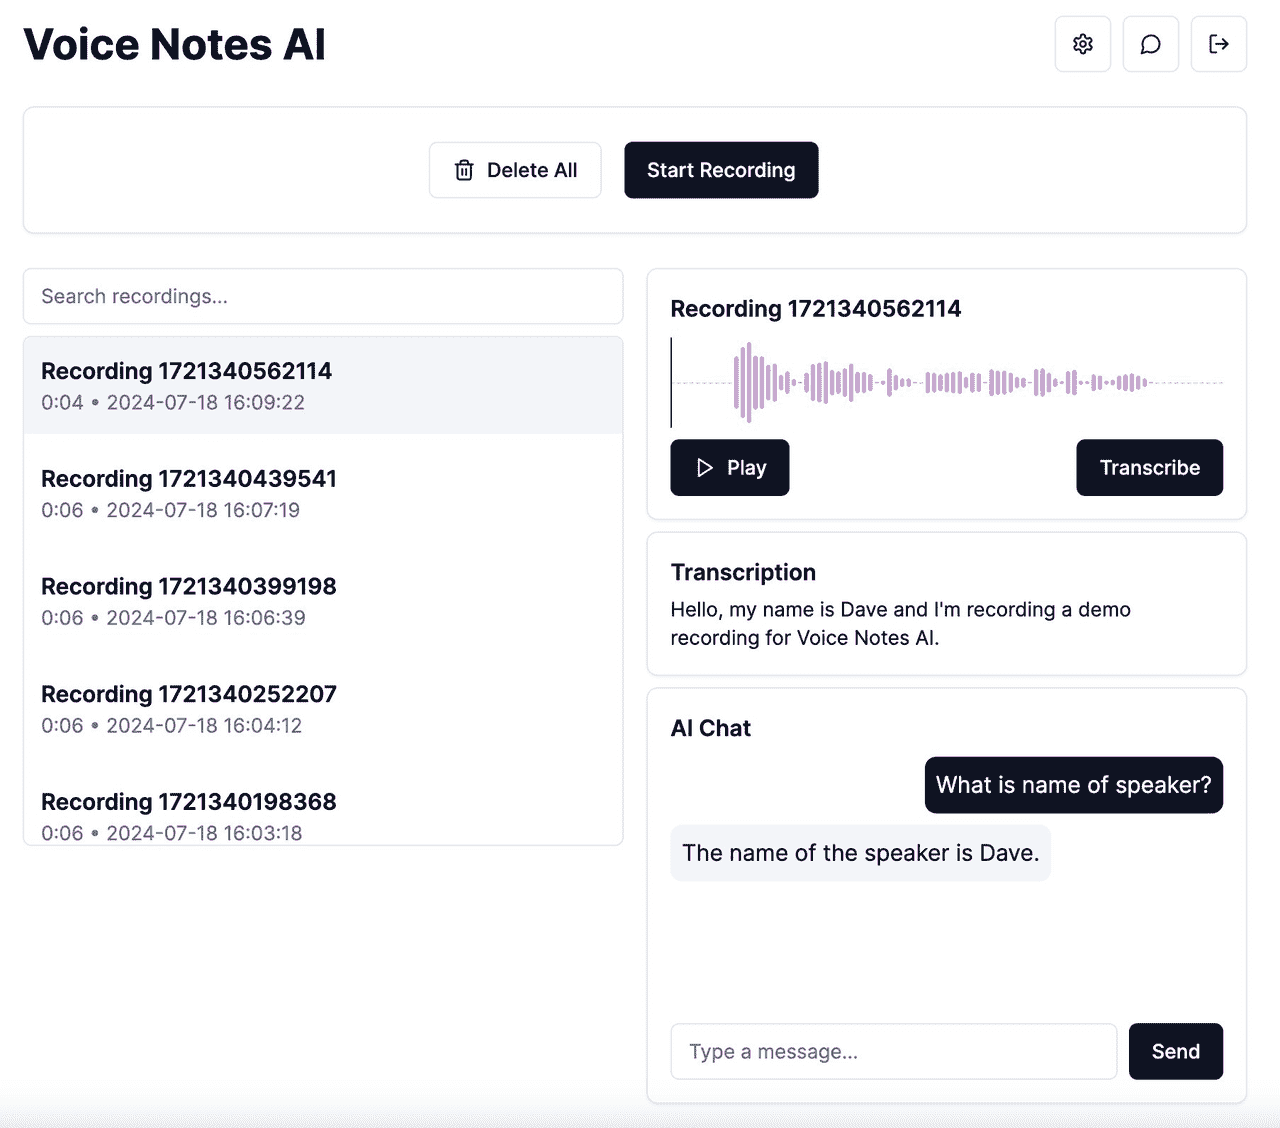 Voice Notes AI
Delete All
Start Recording
Search recordings...
Recording 1721340562114
0:04 • 2024-07-18 16:09:22
Recording 1721340439541
0:06 • 2024-07-18 16:07:19
Recording 1721340399198
0:06 • 2024-07-18 16:06:39
Recording 1721340252207
0:06 • 2024-07-18 16:04:12
Recording 1721340198368
0:06 • 2024-07-18 16:03:18
Recording 1721340562114
Play
Transcribe
Transcription
Hello, my name is Dave and I'm recording a demo
recording for Voice Notes AI.
AI Chat
What is name of speaker?
The name of the speaker is Dave.
Type a message...
Send